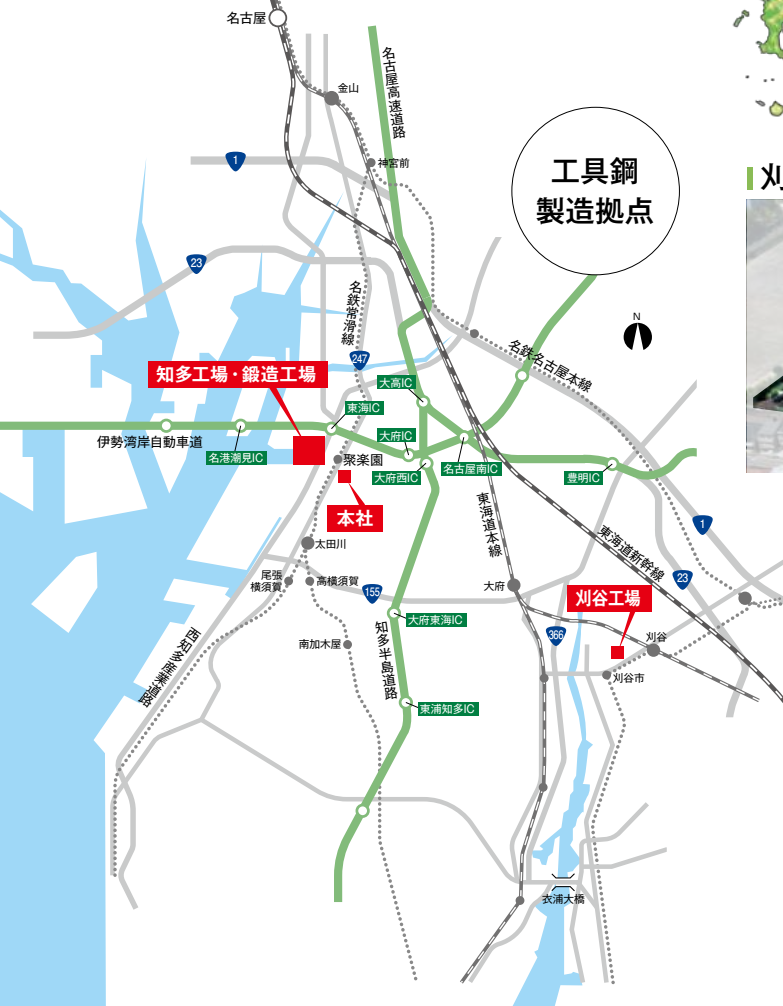 名古屋
金山
名古屋高速道路
神宮前
1
工具鋼
製造拠点
刈
23
名鉄常滑線
N
名鉄名古屋本線
247
知多工場・鍛造工場
大高IC
東海IC
伊勢湾岸自動車道
名港潮見IC
大府IC
聚楽園
大府西IC
名古屋南IC
豊明IC
本社
東海道本線
1
太田川
東海道新幹線
尾張
横須賀
高横須賀
155
23
大府
刈谷工場
大府東海IC
366
西知多産業道路
南加木屋
知多半島道路
刈谷
刈谷市
東浦知多IC
衣浦大橋